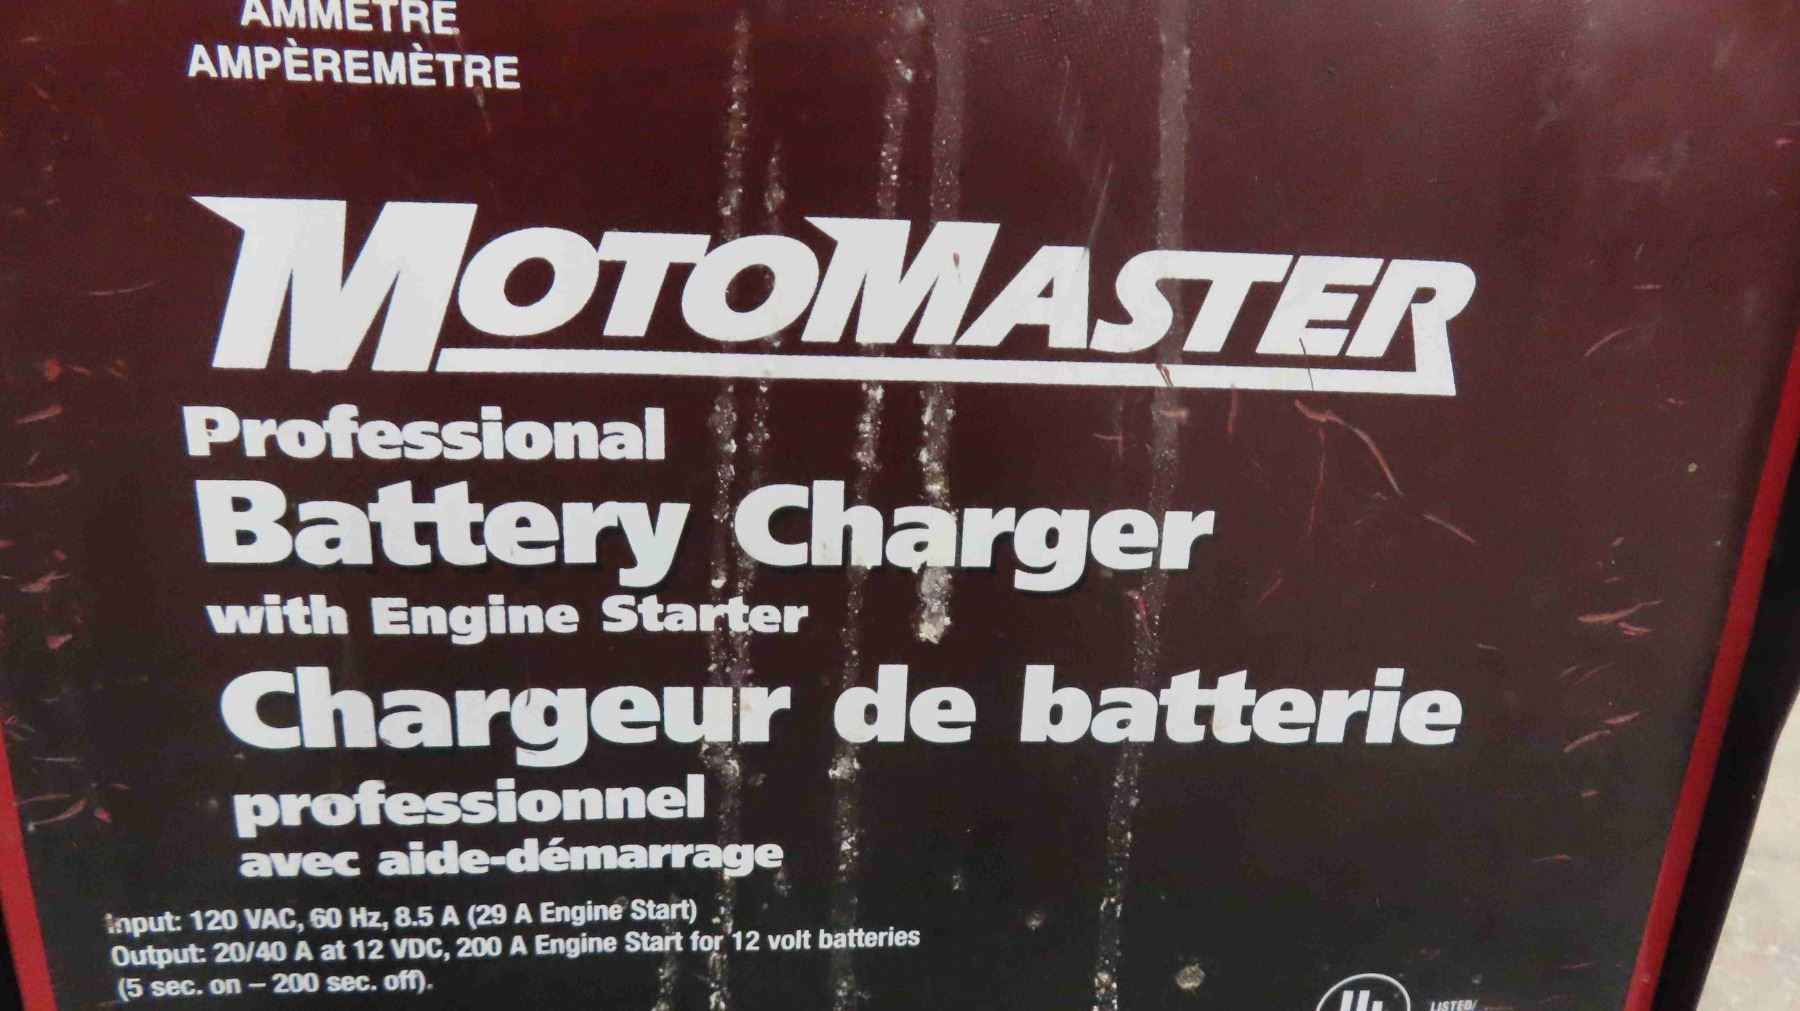 AMMETRE
AMPÈREMÈTRE
MOTOMASTER
Professional
Battery Charger
with Engine Starter
Chargeur de batterie
professionnel
avec aide-démarrage
Input: 120 VAC, 60 Hz, 8.5 A (29 A Engine Start)
Output: 20/40 A at 12 VDC, 200 A Engine Start for 12 volt batteries
(5 sec. on – 200 sec. off).
LISTED/